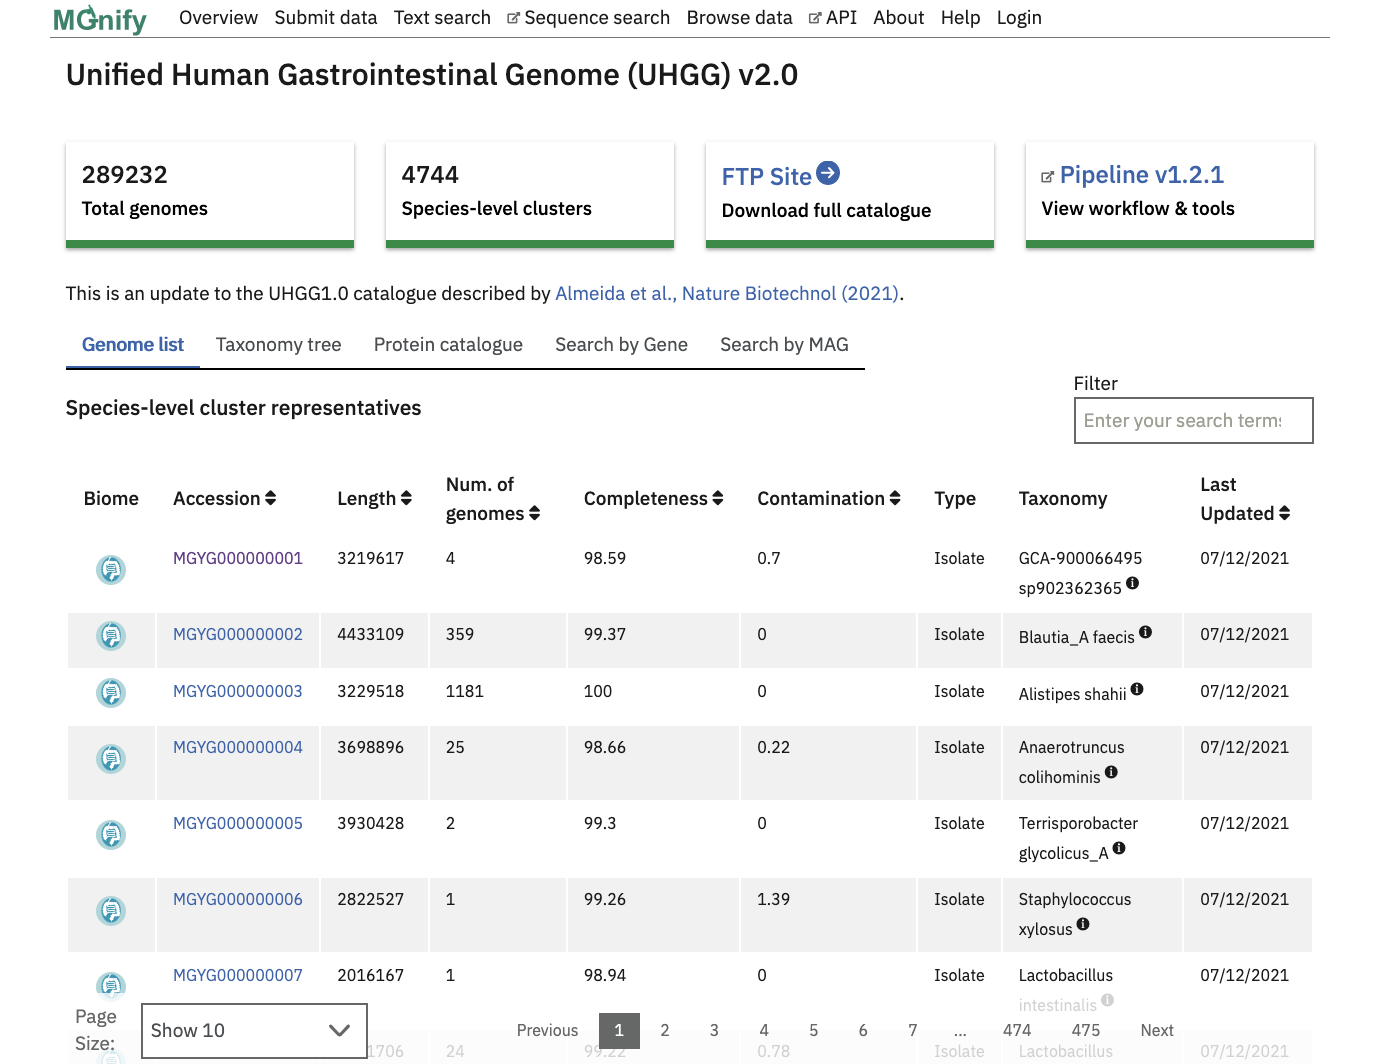 MGnify Overview Submit data Text search Sequence search Browse data API About Help Login
Unified Human Gastrointestinal Genome (UHGG) v2.0
289232 4744 FTP Site Pipeline v1.2.1
Total genomes Species-level clusters Download full catalogue View workflow & tools
This is an update to the UHGG1.0 catalogue described by Almeida et al., Nature Biotechnol (2021).
Genome list Taxonomy tree Protein catalogue Search by Gene Search by MAG
Filter
Species-level cluster representatives
Enter your search terms
Biome Accession Length Num. of genomes Completeness Contamination Type Taxonomy Last Updated
MGYG000000001 3219617 4 98.59 0.7 Isolate GCA-900066495 07/12/2021
sp902362365
MGYG000000002 4433109 359 99.37 0 Isolate Blautia_A faecis 07/12/2021
MGYG000000003 3229518 1181 100 0 Isolate Alistipes shahii 07/12/2021
MGYG000000004 3698896 25 98.66 0.22 Isolate Anaerotruncus 07/12/2021
colihominis
MGYG000000005 3930428 2 99.3 0 Isolate Terrisporobacter 07/12/2021
glycolicus_A
MGYG000000006 2822527 1 99.26 1.39 Isolate Staphylococcus 07/12/2021
xylosus
MGYG000000007 2016167 1 98.94 0 Isolate Lactobacillus 07/12/2021
intestinalis
Page Size: Show 10 Previous 1 2 3 4 5 6 7 ... 474 475 Next
1706 24 99.22 0.78 Isolate Lactobacillus 07/12/2021